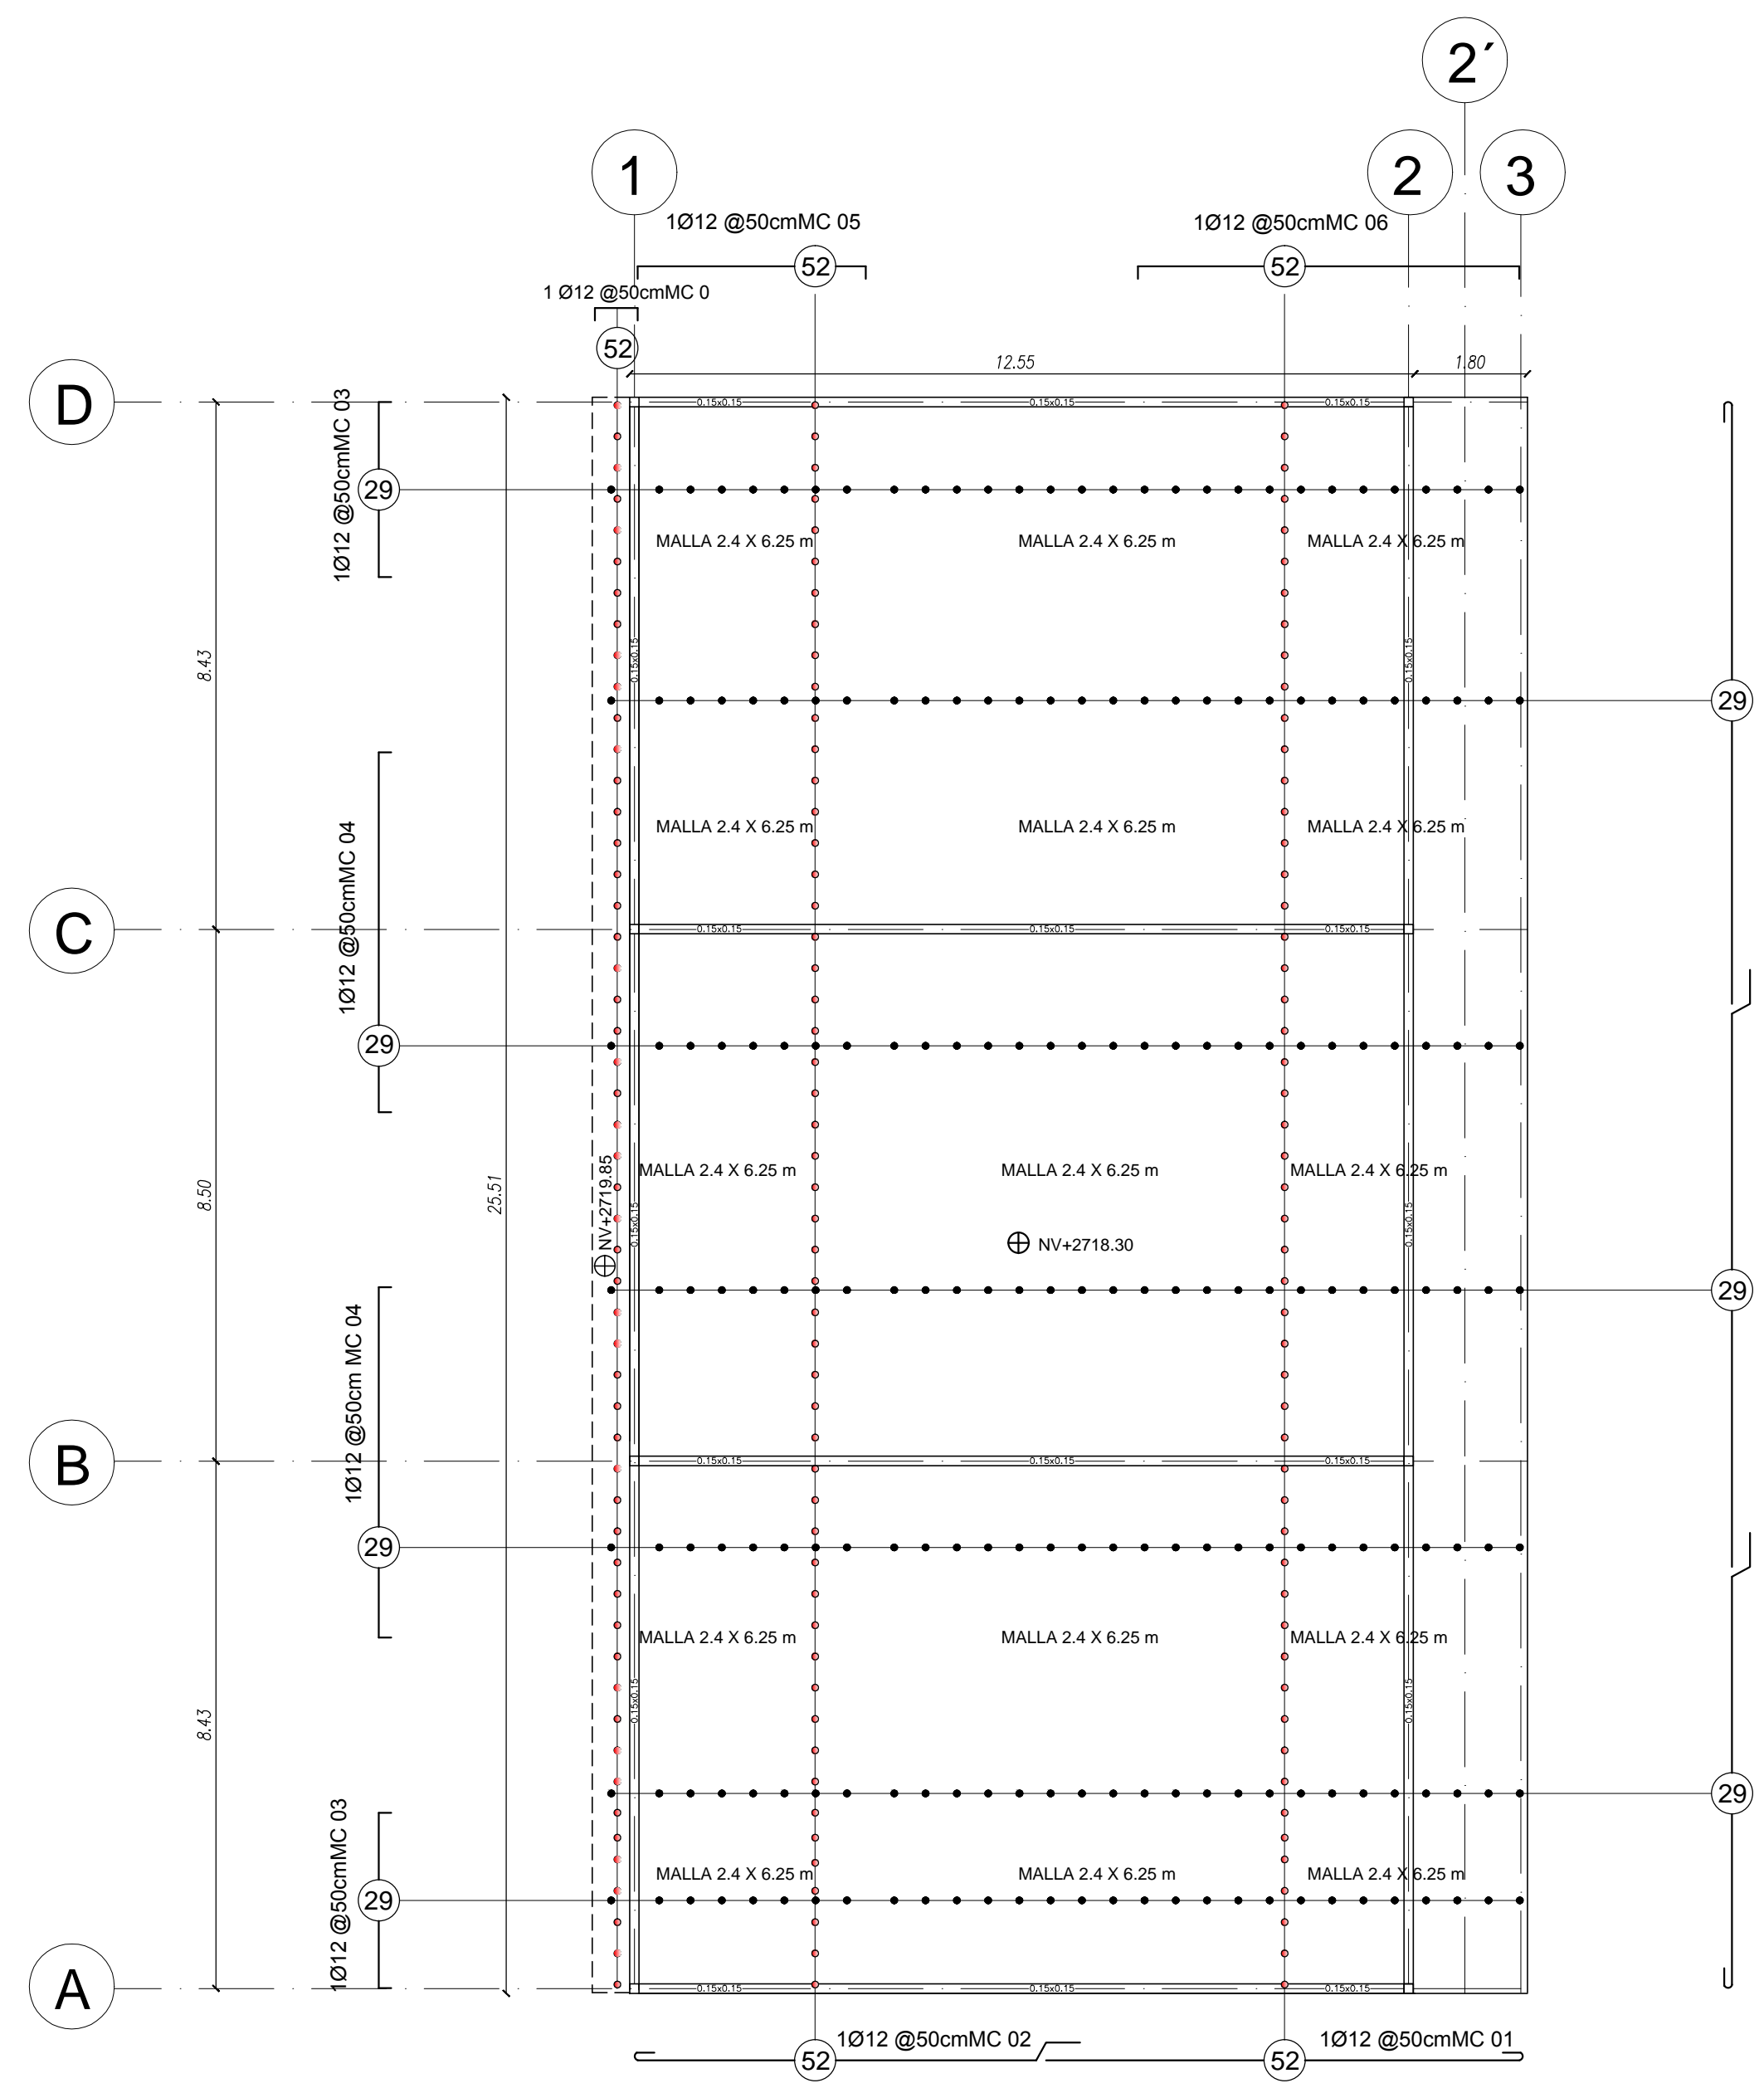 2´
1
2
3
1Ø12 @50cmMC 05
1Ø12 @50cmMC 06
52
52
1 Ø12 @50cmMC 0
52
12.55
1.80
D
0.15x0.15
0.15x0.15
0.15x0.15
1Ø12 @50cmMC 03
29
MALLA 2.4 X 6.25 m
MALLA 2.4 X 6.25 m
MALLA 2.4 X 6.25 m
8.43
0.15x0.15
0.15x0.15
29
MALLA 2.4 X 6.25 m
MALLA 2.4 X 6.25 m
MALLA 2.4 X 6.25 m
1Ø12 @50cmMC 04
C
0.15x0.15
0.15x0.15
0.15x0.15
29
MALLA 2.4 X 6.25 m
MALLA 2.4 X 6.25 m
MALLA 2.4 X 6.25 m
8.50
25.51
NV+2719.85
0.15x0.15
0.15x0.15
NV+2718.30
29
1Ø12 @50cm MC 04
B
0.15x0.15
0.15x0.15
0.15x0.15
29
MALLA 2.4 X 6.25 m
MALLA 2.4 X 6.25 m
MALLA 2.4 X 6.25 m
8.43
0.15x0.15
0.15x0.15
29
1Ø12 @50cmMC 03
MALLA 2.4 X 6.25 m
MALLA 2.4 X 6.25 m
MALLA 2.4 X 6.25 m
29
A
0.15x0.15
0.15x0.15
0.15x0.15
1Ø12 @50cmMC 02
1Ø12 @50cmMC 01
52
52